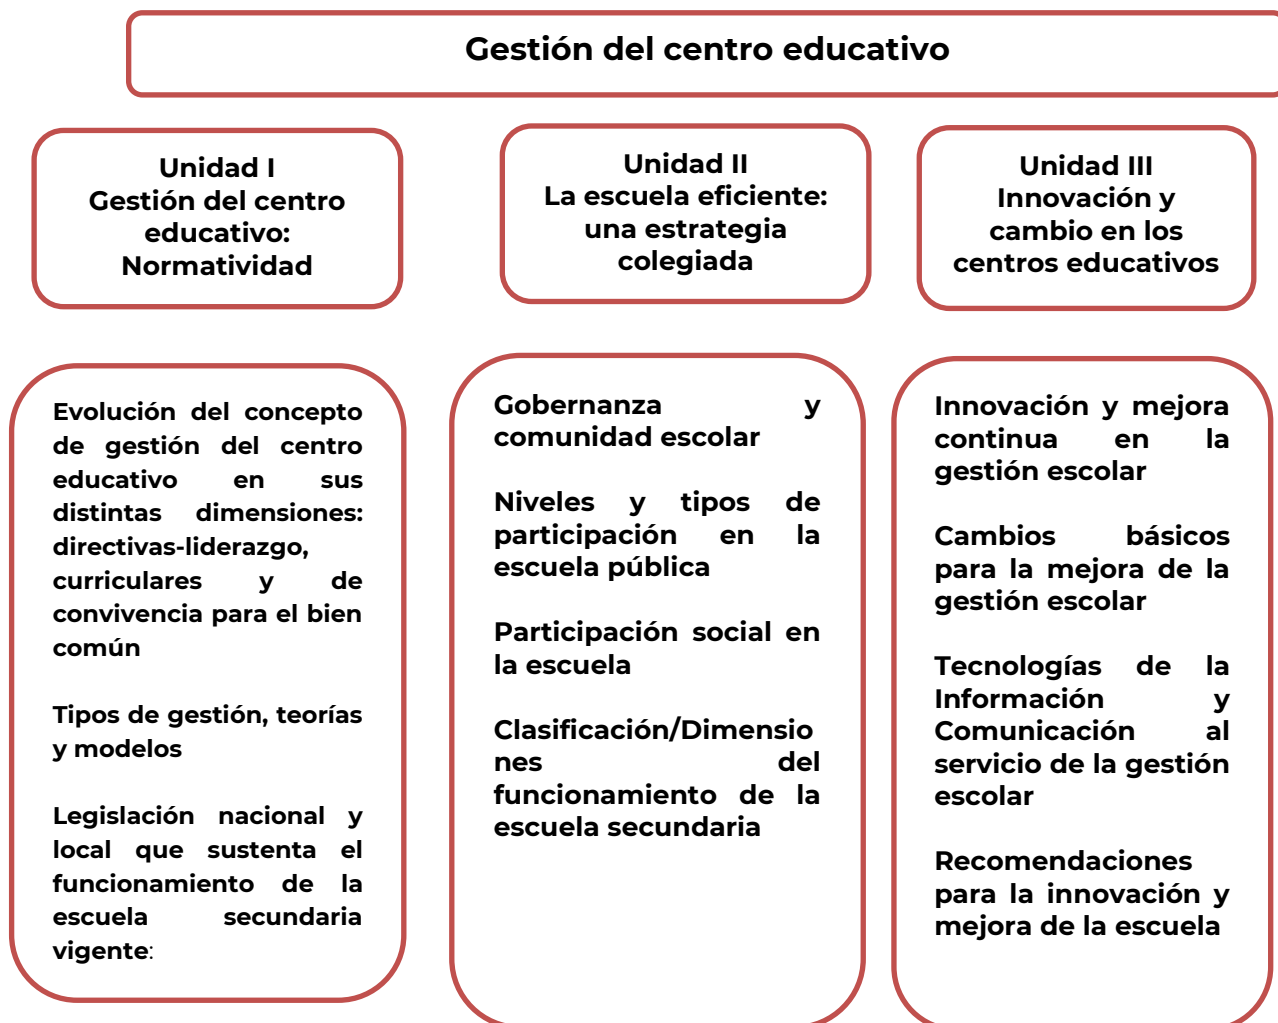 Gestión del centro educativo
Unidad I
Gestión del centro
educativo:
Normatividad
Unidad II
La escuela eficiente:
una estrategia
colegiada
Unidad III
Innovación y
cambio en los
centros educativos
Evolución del concepto
de gestión del centro
educativo en sus
distintas dimensiones:
directivas-liderazgo,
curriculares y de
convivencia para el bien
común
Tipos de gestión, teorías
y modelos
Legislación nacional y
local que sustenta el
funcionamiento de la
escuela secundaria
vigente:
Gobernanza y
comunidad escolar
Niveles y tipos de
participación en la
escuela pública
Participación social en
la escuela
Clasificación/Dimensio
nes del
funcionamiento de la
escuela secundaria
Innovación y mejora
continua en la
gestión escolar
Cambios básicos
para la mejora de la
gestión escolar
Tecnologías de la
Información y
Comunicación al
servicio de la gestión
escolar
Recomendaciones
para la innovación y
mejora de la escuela